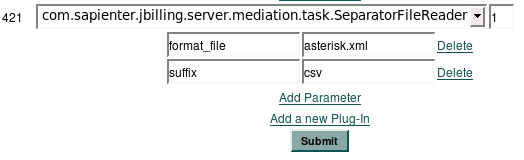 421 com.sapienter.jbilling.server.mediation.task.SeparatorFileReader 1
format_file asterisk.xml Delete
suffix csv Delete
Add Parameter
Add a new Plug-In
Submit